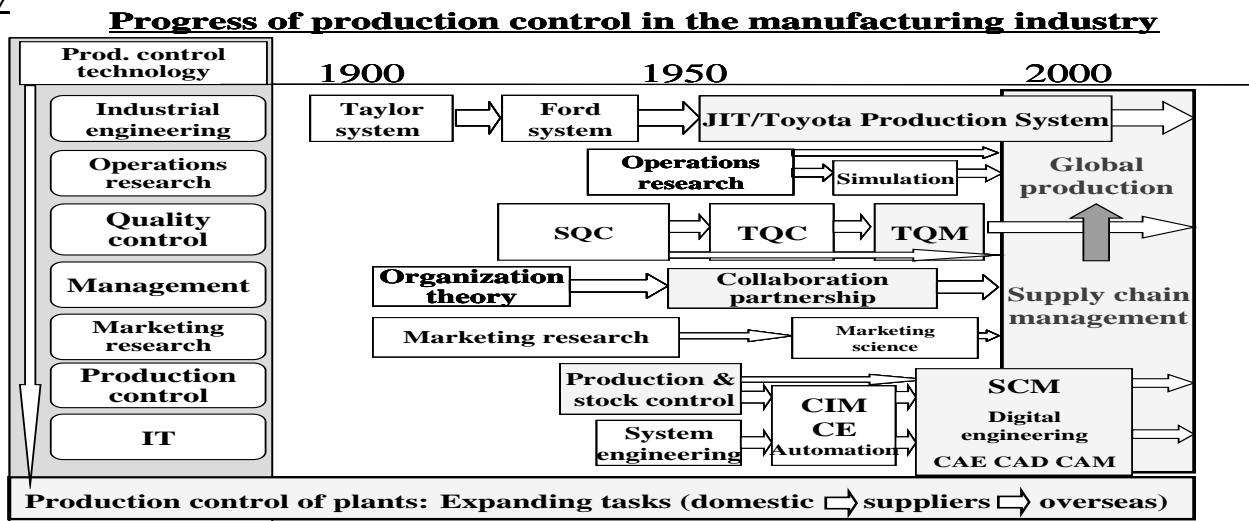 Progress of production control in the manufacturing industry
Prod. control
technology
1900
1950
2000
Industrial
engineering
Taylor
system
Ford
system
JIT/Toyota Production System
Operations
research
Operations
research
Simulation
Global
production
Quality
control
SQC
TQC
TQM
Management
Organization
theory
Collaboration
partnership
Supply chain
management
Marketing
research
Marketing research
Marketing
science
Production
control
Production &
stock control
CIM
CE
Automation
SCM
Digital
engineering
CAE CAD CAM
IT
System
engineering
Production control of plants: Expanding tasks (domestic ⇨ suppliers ⇨ overseas)